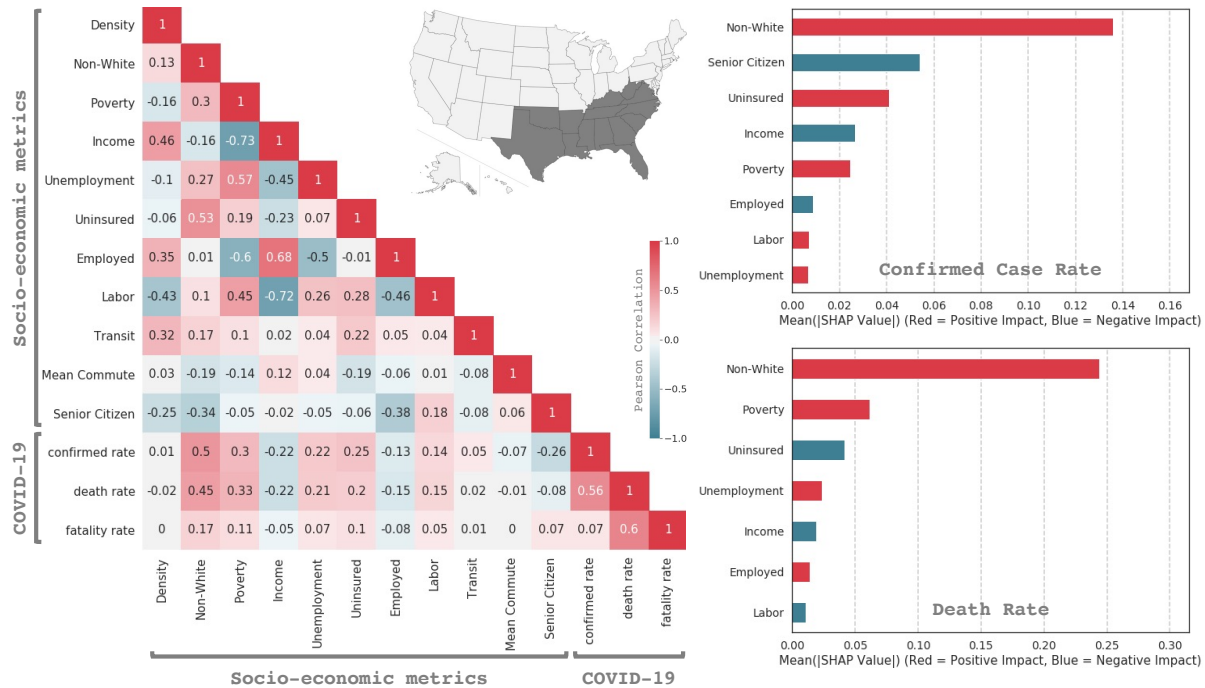 Socio-economic metrics
COVID-19
Density 1
Non-White 0.13 1
Poverty -0.16 0.3 1
Income 0.46 -0.16 -0.73 1
Unemployment -0.1 0.27 0.57 -0.45 1
Uninsured -0.06 0.53 0.19 -0.23 0.07 1
Employed 0.35 0.01 -0.6 0.68 -0.5 -0.01 1
Labor -0.43 0.1 0.45 -0.72 0.26 0.28 -0.46 1
Transit 0.32 0.17 0.1 0.02 0.04 0.22 0.05 0.04 1
Mean Commute 0.03 -0.19 -0.14 0.12 0.04 -0.19 -0.06 0.01 -0.08 1
Senior Citizen -0.25 -0.34 -0.05 -0.02 -0.05 -0.06 -0.38 0.18 -0.08 0.06 1
confirmed rate 0.01 0.5 0.3 -0.22 0.22 0.25 -0.13 0.14 0.05 -0.07 -0.26 1
death rate -0.02 0.45 0.33 -0.22 0.21 0.2 -0.15 0.15 0.02 -0.01 -0.08 0.56 1
fatality rate 0 0.17 0.11 -0.05 0.07 0.1 -0.08 0.05 0.01 0 0.07 0.07 0.6 1
Density
Non-White
Poverty
Income
Unemployment
Uninsured
Employed
Labor
Transit
Mean Commute
Senior Citizen
confirmed rate
death rate
fatality rate
Socio-economic metrics
COVID-19
Pearson Correlation
1.0
0.5
0.0
−0.5
−1.0
Non-White
Senior Citizen
Uninsured
Income
Poverty
Employed
Labor
Unemployment
Confirmed Case Rate
0.00 0.02 0.04 0.06 0.08 0.10 0.12 0.14 0.16
Mean(|SHAP Value|) (Red = Positive Impact, Blue = Negative Impact)
Non-White
Poverty
Uninsured
Unemployment
Income
Employed
Labor
Death Rate
0.00 0.05 0.10 0.15 0.20 0.25 0.30
Mean(|SHAP Value|) (Red = Positive Impact, Blue = Negative Impact)